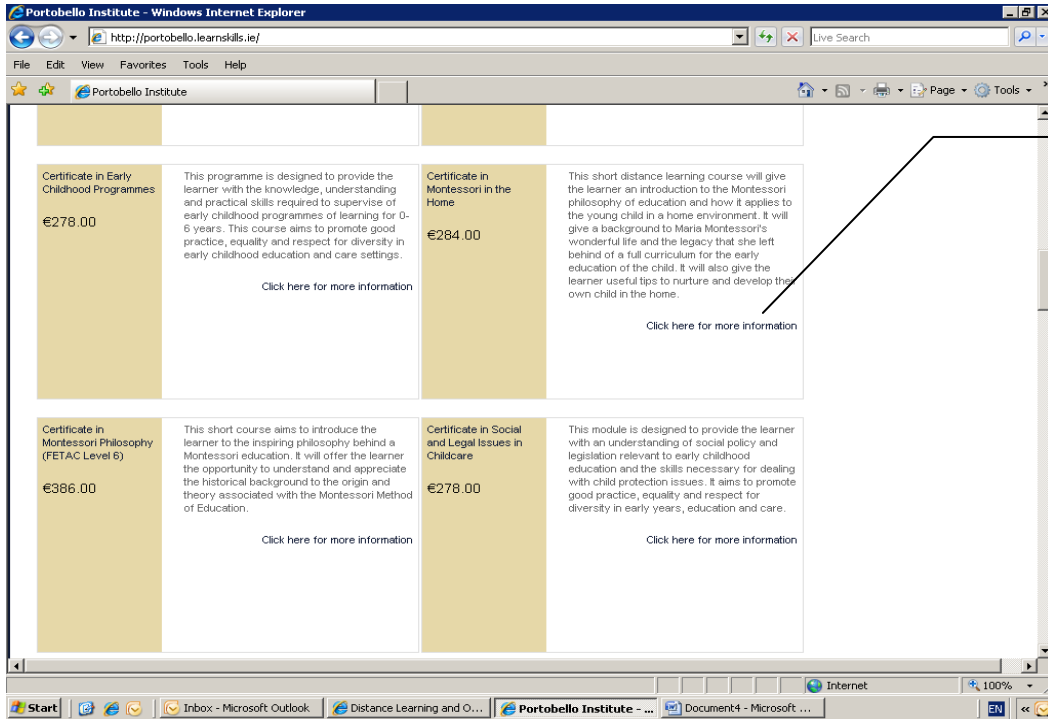 Portobello Institute - Windows Internet Explorer
http://portobello.learnskills.ie/
Live Search
File Edit View Favorites Tools Help
Portobello Institute
Page Tools
Certificate in Early
Childhood Programmes
€278.00
This programme is designed to provide the
learner with the knowledge, understanding
and practical skills required to supervise of
early childhood programmes of learning for 0-
6 years. This course aims to promote good
practice, equality and respect for diversity in
early childhood education and care settings.
Click here for more information
Certificate in
Montessori in the
Home
€284.00
This short distance learning course will give
the learner an introduction to the Montessori
philosophy of education and how it applies to
the young child in a home environment. It will
give a background to Maria Montessori's
wonderful life and the legacy that she left
behind of a full curriculum for the early
education of the child. It will also give the
learner useful tips to nurture and develop their
own child in the home.
Click here for more information
Certificate in
Montessori Philosophy
(FETAC Level 6)
€386.00
This short course aims to introduce the
learner to the inspiring philosophy behind a
Montessori education. It will offer the learner
the opportunity to understand and appreciate
the historical background to the origin and
theory associated with the Montessori Method
of Education.
Click here for more information
Certificate in Social
and Legal Issues in
Childcare
€278.00
This module is designed to provide the learner
with an understanding of social policy and
legislation relevant to early childhood
education and the skills necessary for dealing
with child protection issues. It aims to promote
good practice, equality and respect for
diversity in early years, education and care.
Click here for more information
Internet 100%
Start Inbox - Microsoft Outlook Distance Learning and O... Portobello Institute - ... Document4 - Microsoft ... EN